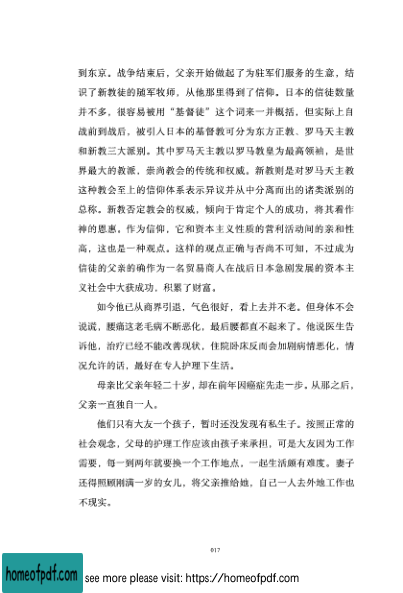 到东京。战争结束后，父亲开始做起了为驻军们服务的生意，结
识了新教徒的随军牧师，从他那里得到了信仰。日本的信徒数量
并不多，很容易被用“基督徒”这个词来一并概括，但实际上自
战前到战后，被引入日本的基督教可分为东方正教、罗马天主教
和新教三大派别。其中罗马天主教以罗马教皇为最高领袖，是世
界最大的教派，崇尚教会的传统和权威。新教则是对罗马天主教
这种教会至上的信仰体系表示异议并从中分离而出的诸类派别的
总称。新教否定教会的权威，倾向于肯定个人的成功，将其看作
神的恩惠。作为信仰，它和资本主义性质的营利活动间的亲和性
高，这也是一种观点。这样的观点正确与否尚不可知，不过成为
信徒的父亲的确作为一名贸易商人在战后日本急剧发展的资本主
义社会中大获成功，积累了财富。
如今他已从商界引退，气色很好，看上去并不老。但身体不会
说谎，腰痛这老毛病不断恶化，最后腰都直不起来了。他说医生告
诉他，治疗已经不能改善现状，住院卧床反而会加剧病情恶化，情
况允许的话，最好在专人护理下生活。
母亲比父亲年轻二十岁，却在前年因癌症先走一步。从那之后，
父亲一直独自一人。
他们只有大友一个孩子，暂时还没发现有私生子。按照正常的
社会观念，父母的护理工作应该由孩子来承担，可是大友因为工作
需要，每一到两年就要换一个工作地点，一起生活颇有难度。妻子
还得照顾刚满一岁的女儿，将父亲推给她，自己一人去外地工作也
不现实。
017
homeofpdf.com
see more please visit: https://homeofpdf.com